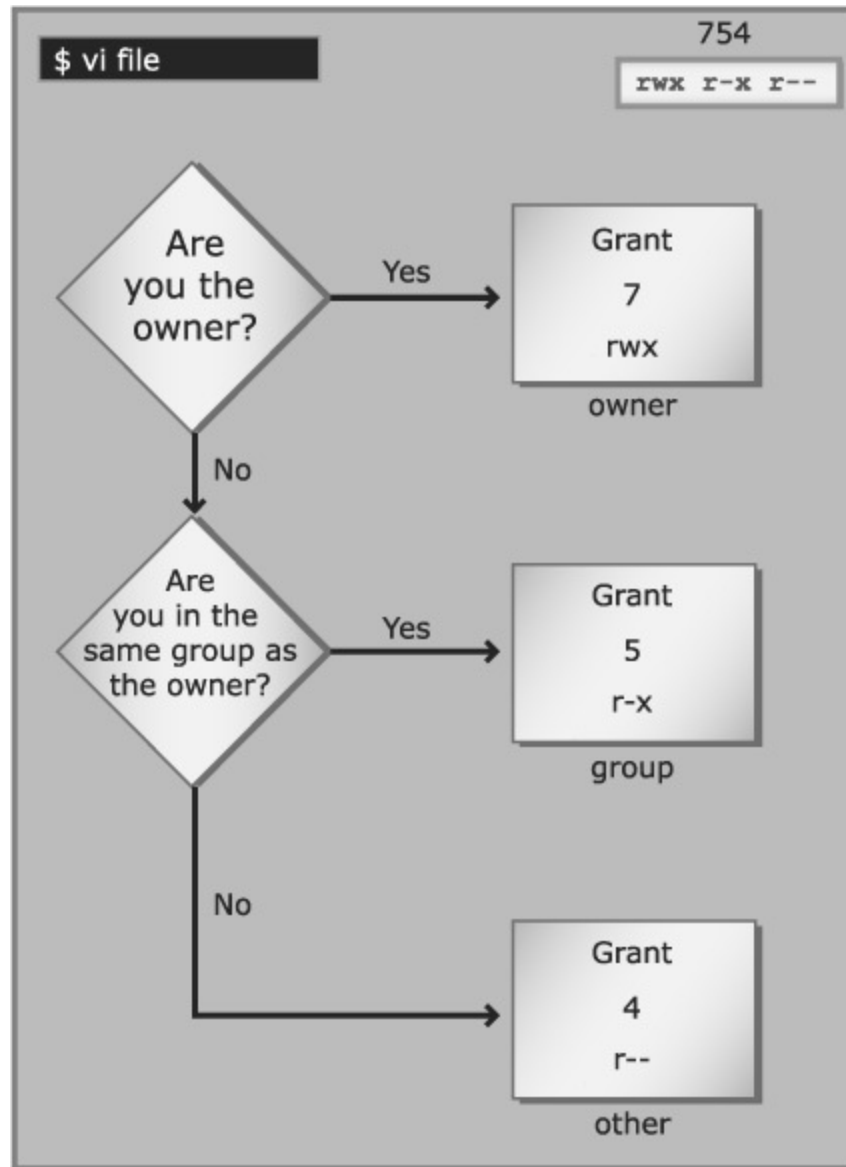 $ vi file
754
rwx r-x r--
Are
you the
owner?
Yes
Grant
7
rwx
owner
No
Are
you in the
same group as
the owner?
Yes
Grant
5
r-x
group
No
Grant
4
r--
other